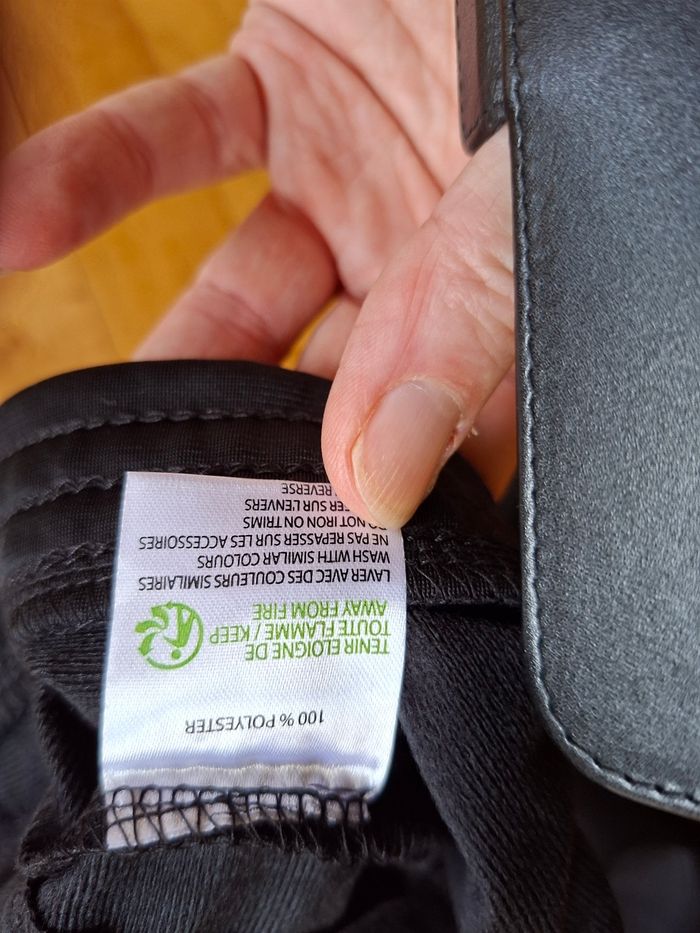 100 % POLYESTER
TENIR ELOIGNE DE
TOUTE FLAMME / KEEP
AWAY FROM FIRE
LAVER AVEC DES COULEURS SIMILAIRES
WASH WITH SIMILAR COLOURS
NE PAS REPASSER SUR LES ACCESSOIRES
DO NOT IRON ON TRIMS
SUR L'ENVERS
REVERSE